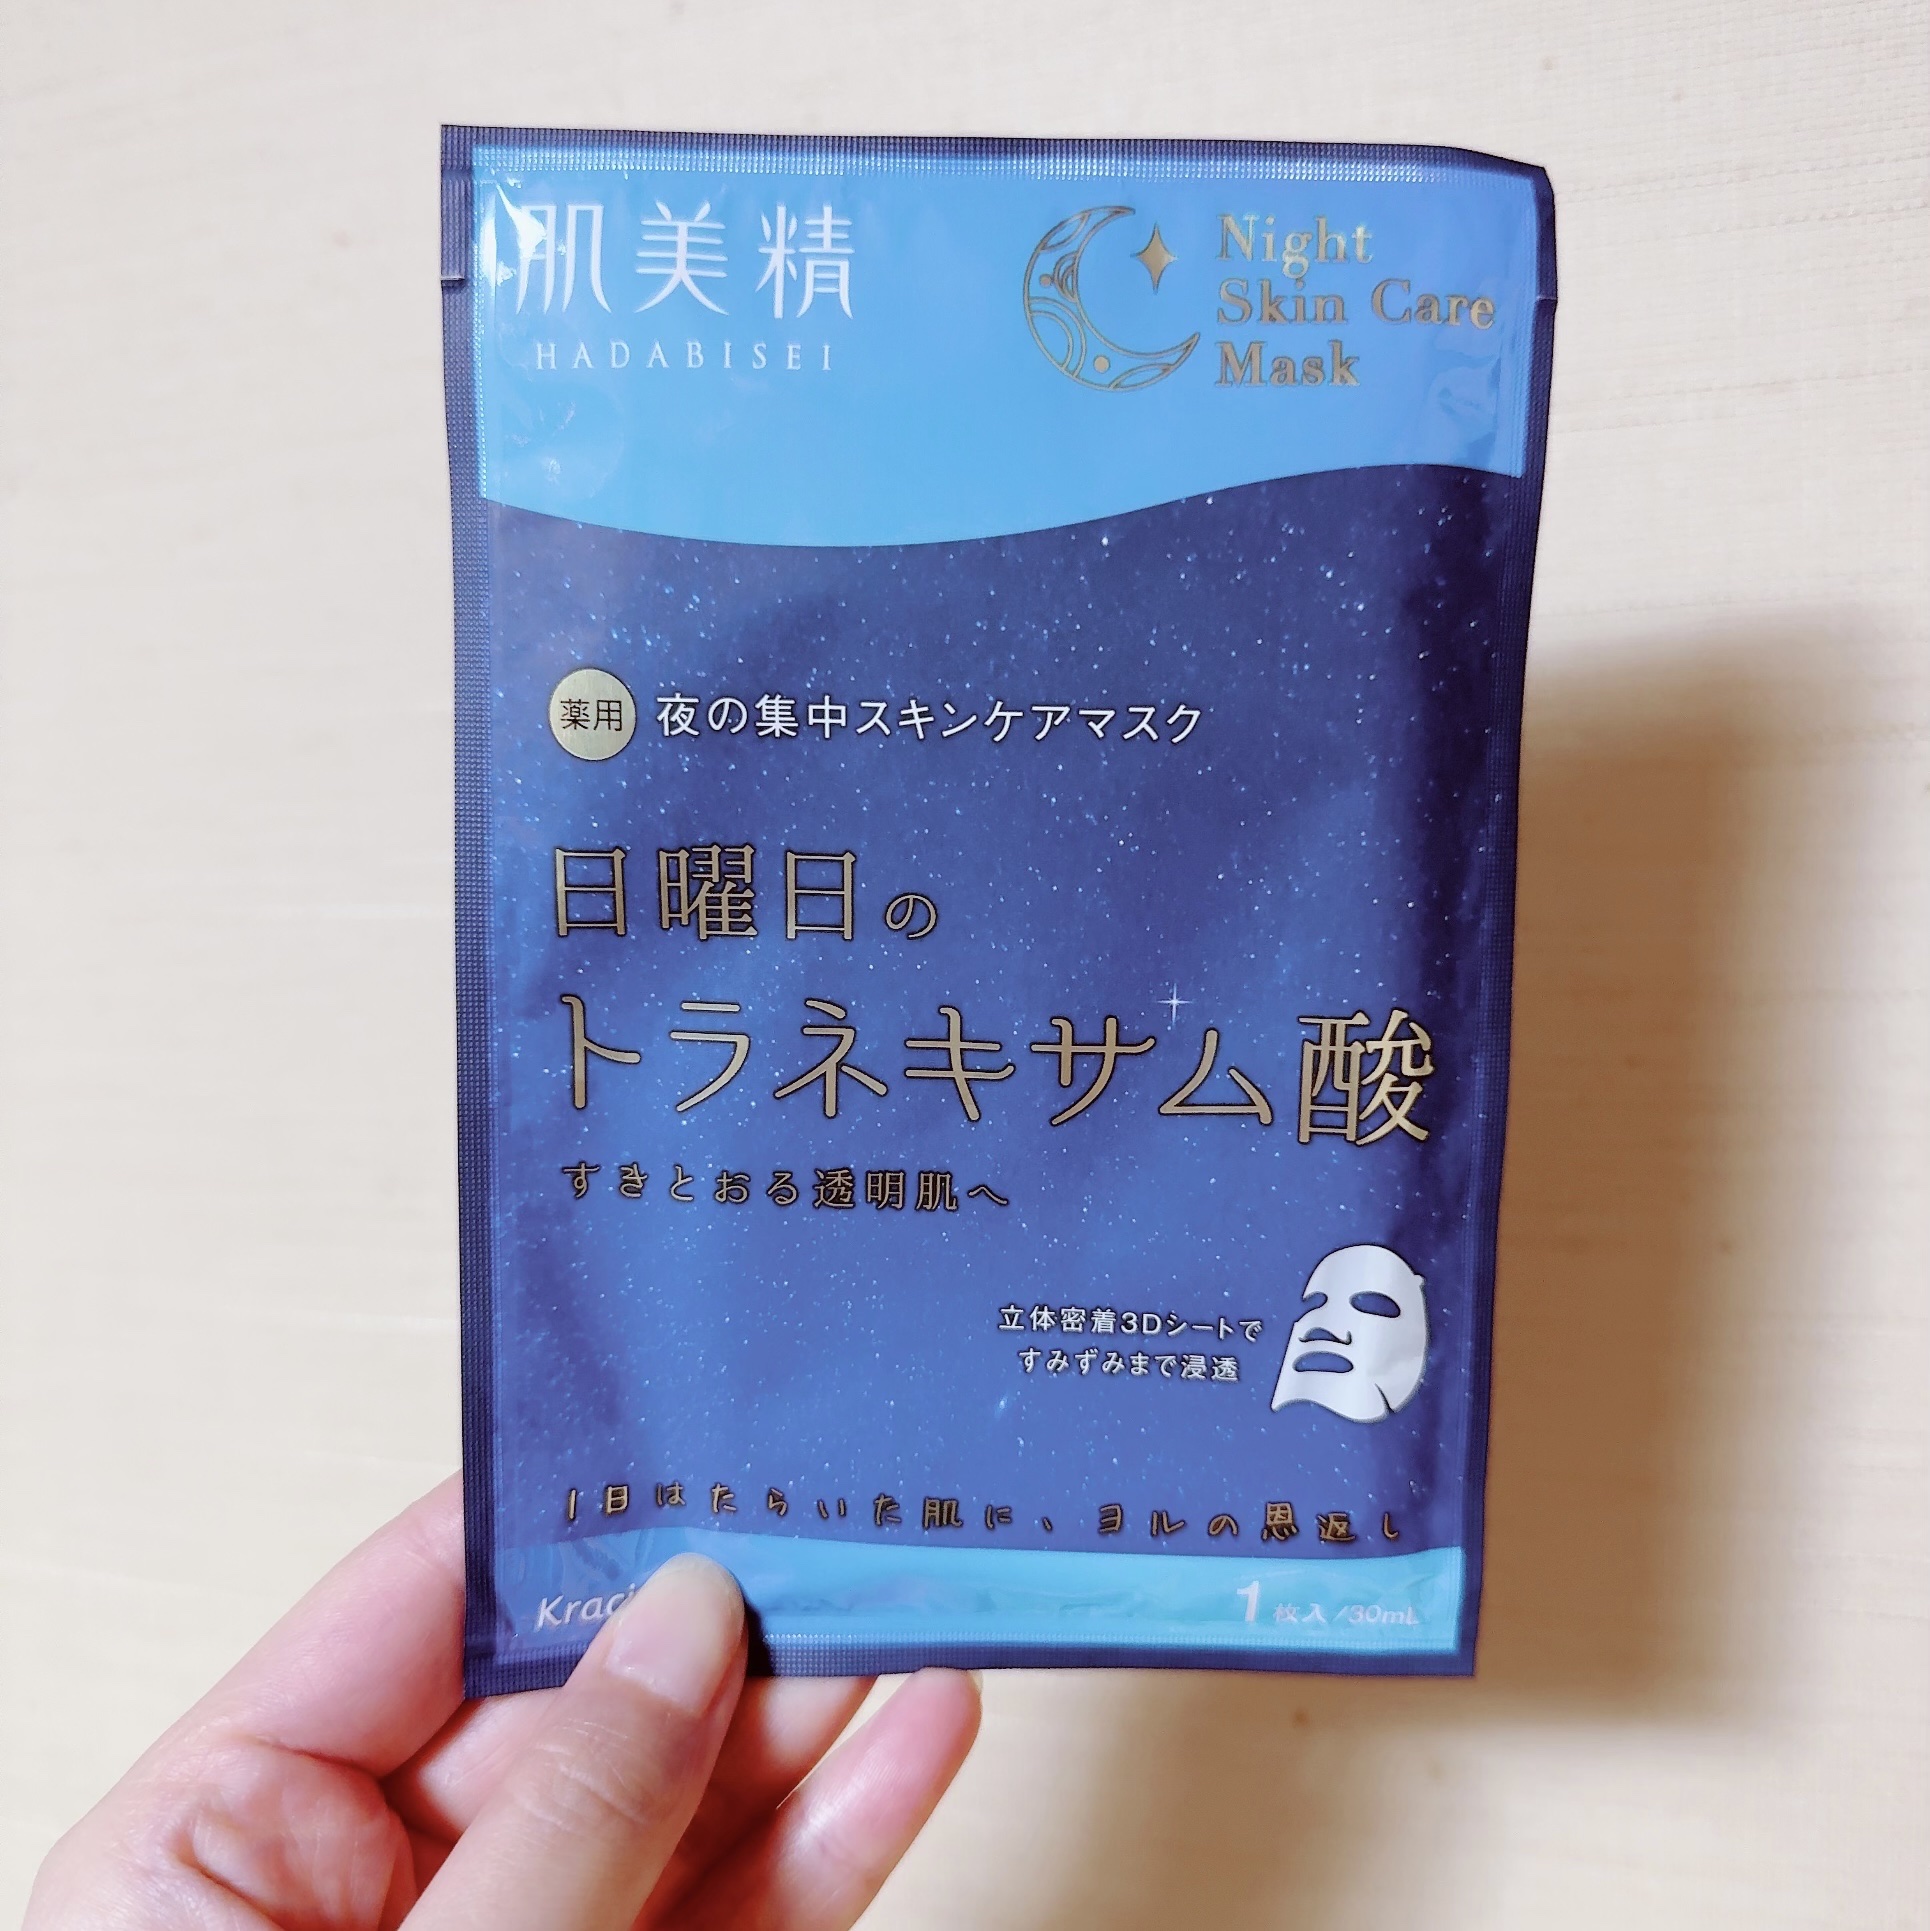 肌美精
HADABISEI
Night
Skin Care
Mask
薬用 夜の集中スキンケアマスク
日曜日の
トラネキサム酸
すきとおる透明肌へ
立体密着3Dシートで
すみずみまで浸透
1日はたらいた肌に、ヨルの恩返し
1枚入/30mL